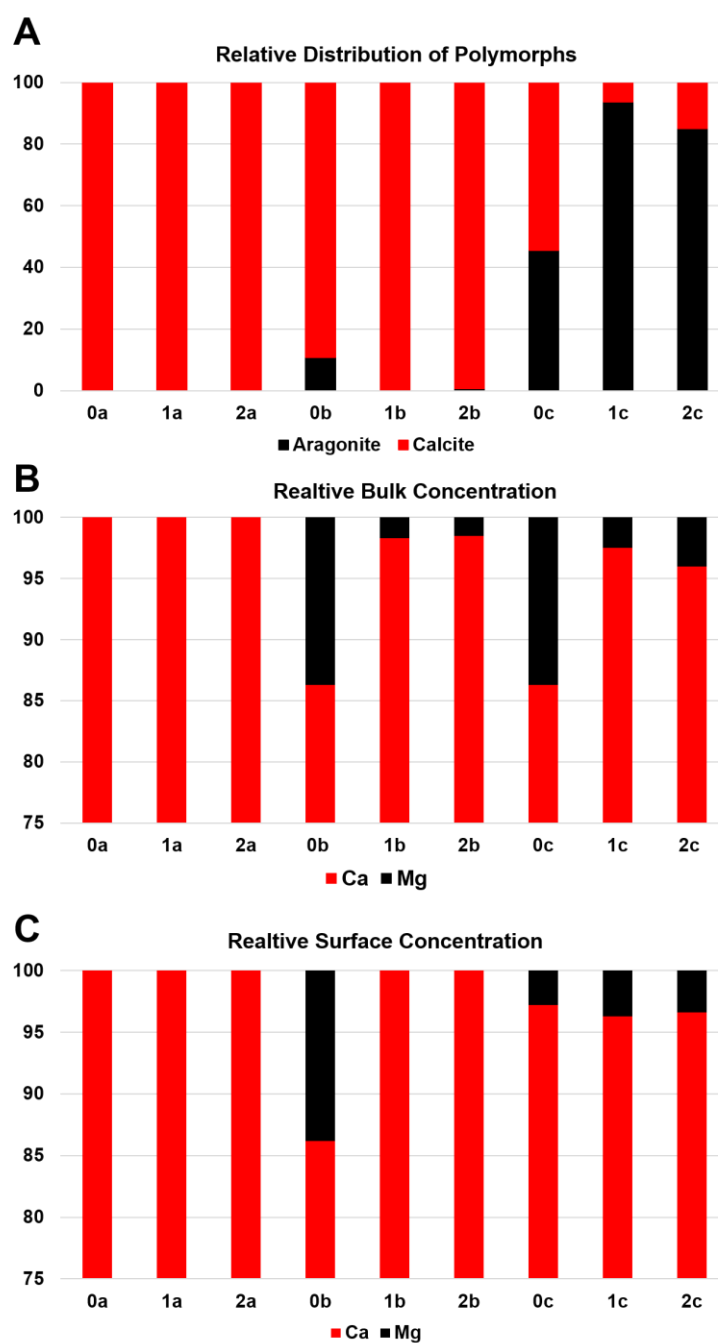 A
Relative Distribution of Polymorphs
100
80
60
40
20
0
0a 1a 2a 0b 1b 2b 0c 1c 2c
Aragonite Calcite
B
Realtive Bulk Concentration
100
95
90
85
80
75
0a 1a 2a 0b 1b 2b 0c 1c 2c
Ca Mg
C
Realtive Surface Concentration
100
95
90
85
80
75
0a 1a 2a 0b 1b 2b 0c 1c 2c
Ca Mg